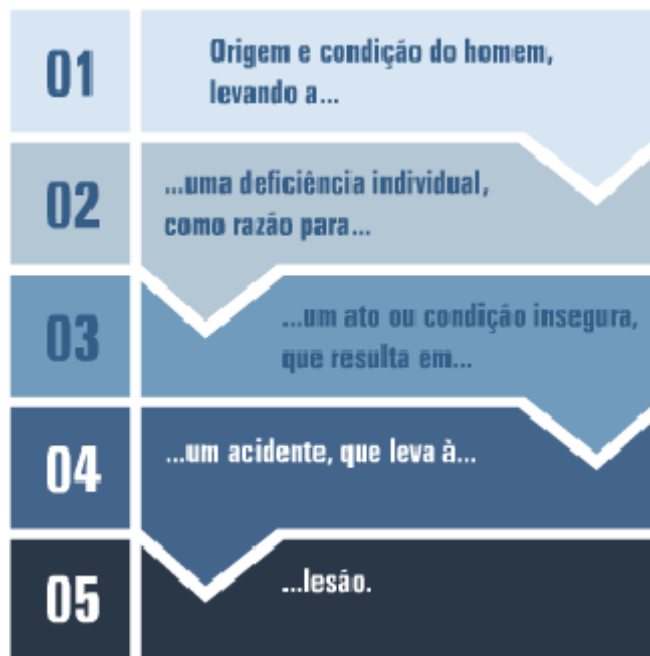 01
Origem e condição do homem,
levando a...
02
...uma deficiência individual,
como razão para...
03
...um ato ou condição insegura,
que resulta em...
04
...um acidente, que leva à...
05
...lesão.